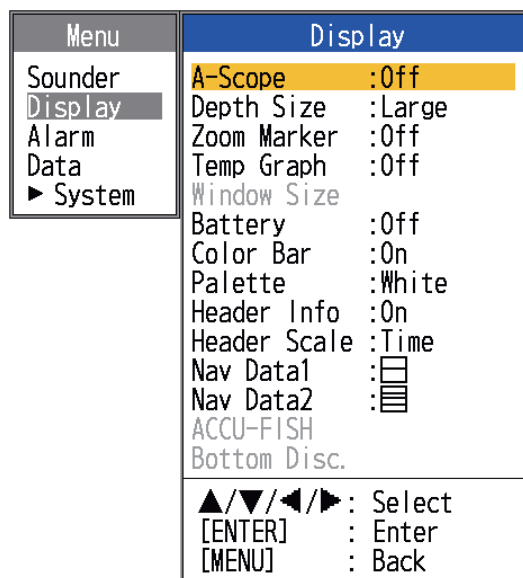 Menu
Sounder
Display
Alarm
Data
▶ System
Display
A-Scope :Off
Depth Size :Large
Zoom Marker :Off
Temp Graph :Off
Window Size
Battery :Off
Color Bar :On
Palette :White
Header Info :On
Header Scale :Time
Nav Data1 :
Nav Data2 :
ACCU-FISH
Bottom Disc.
▲/▼/◀/▶: Select
[ENTER] : Enter
[MENU] : Back